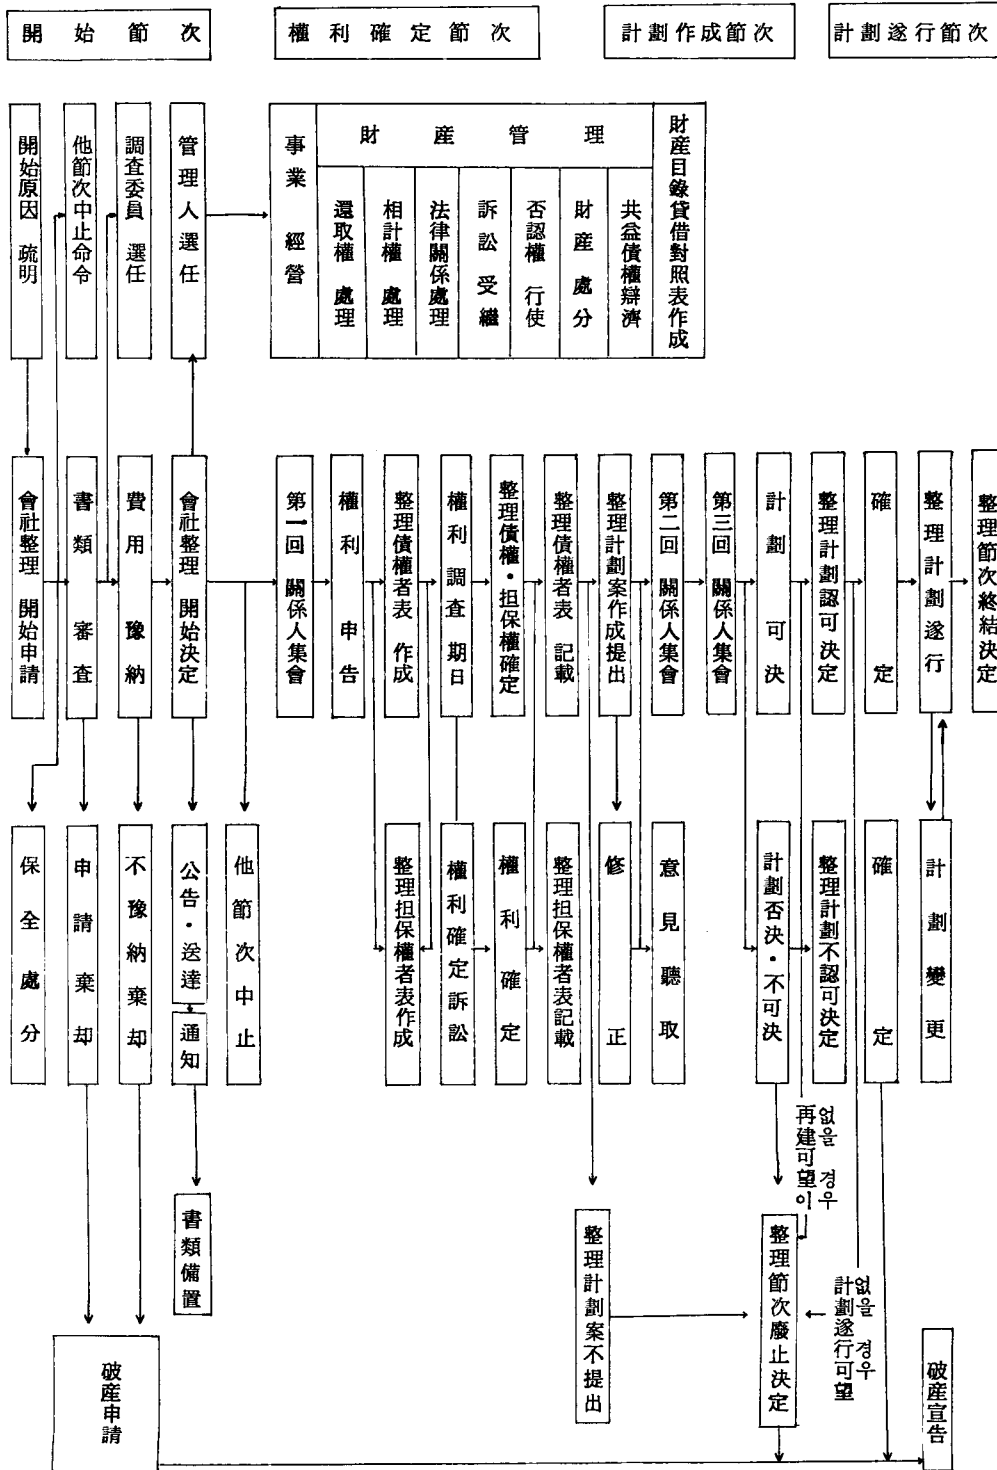 開始節次
權利確定節次
計劃作成節次
計劃遂行節次
開始原因 疏明
他節次中止命令
調査委員 選任
管理人選任
事業 經營
財産管理
還取權 處理
相計權 處理
法律關係處理
訴訟受繼
否認權 行使
財産處分
共益債權辯濟
財産目錄貸借對照表作成
會社整理 開始申請
書類審査
費用豫納
會社整理 開始決定
第一回 關係人集會
權利申告
整理債權者表 作成
權利調査期日
整理債權·担保權確定
整理債權者表 記載
整理計劃案作成提出
第二回 關係人集會
第三回 關係人集會
計劃可決
整理計劃認可決定
確定
整理計劃遂行
整理節次終結決定
保全處分
申請棄却
不豫納棄却
公告·送達
通知
他節次中止
整理担保權者表作成
權利確定訴訟
權利確定
整理担保權者表記載
修正
意見聽取
計劃否決·不可決
整理計劃不認可決定
確定
計劃變更
再建可望이
없을 경우
書類備置
整理計劃案不提出
整理節次廢止決定
計劃遂行可望
없을 경우
破産申請
破産宣告